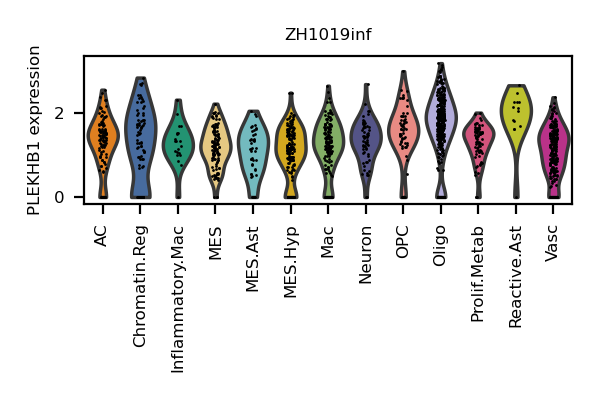 ZH1019inf
PLEKHB1 expression
2
0
AC
Chromatin.Reg
Inflammatory.Mac
MES
MES.Ast
MES.Hyp
Mac
Neuron
OPC
Oligo
Prolif.Metab
Reactive.Ast
Vasc